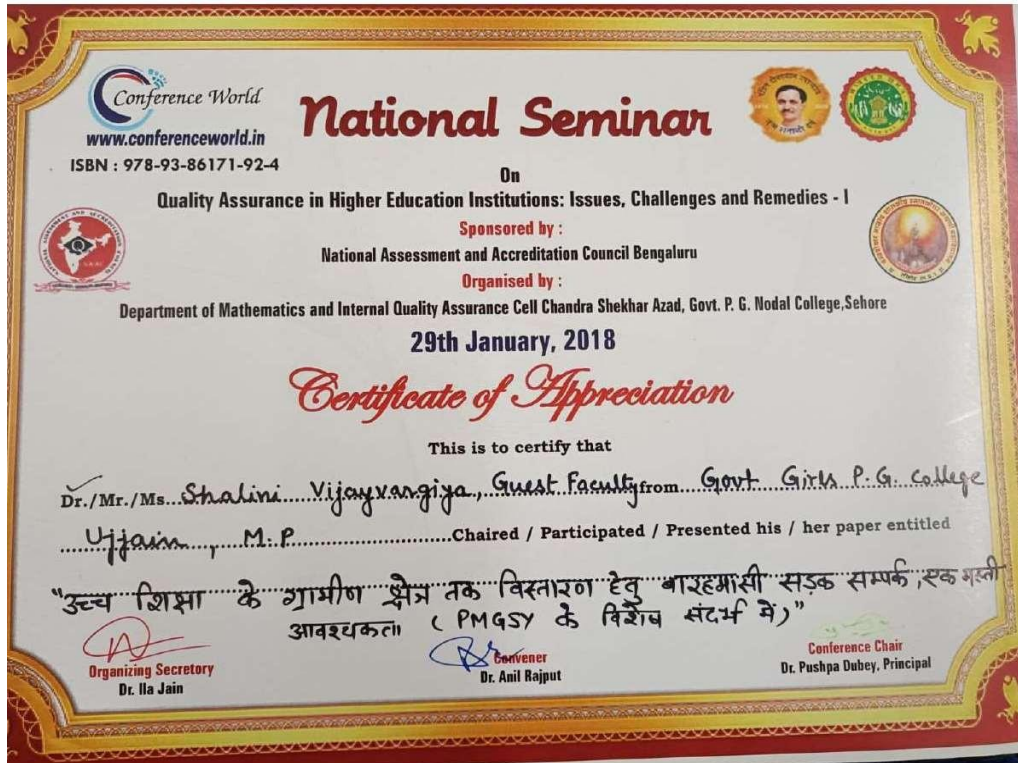 Conference World
www.conferenceworld.in
ISBN : 978-93-86171-92-4
National Seminar
On
Quality Assurance in Higher Education Institutions: Issues, Challenges and Remedies - I
Sponsored by :
National Assessment and Accreditation Council Bengaluru
Organised by :
Department of Mathematics and Internal Quality Assurance Cell Chandra Shekhar Azad, Govt. P. G. Nodal College,Sehore
29th January, 2018
Certificate of Appreciation
This is to certify that
Dr./Mr./Ms. Shalini Vijayvargiya, Guest Faculty from Govt Girls P.G. College
Ujjain, M.P. Chaired / Participated / Presented his / her paper entitled
"उच्च शिक्षा के ग्रामीण क्षेत्र तक विस्तारण हेतु बारहमासी सड़क सम्पर्क, एक
आवश्यकता (PMGSY के विशेष संदर्भ में)"
Organizing Secretary
Dr. Ila Jain
Convener
Dr. Anil Rajput
Conference Chair
Dr. Pushpa Dubey, Principal